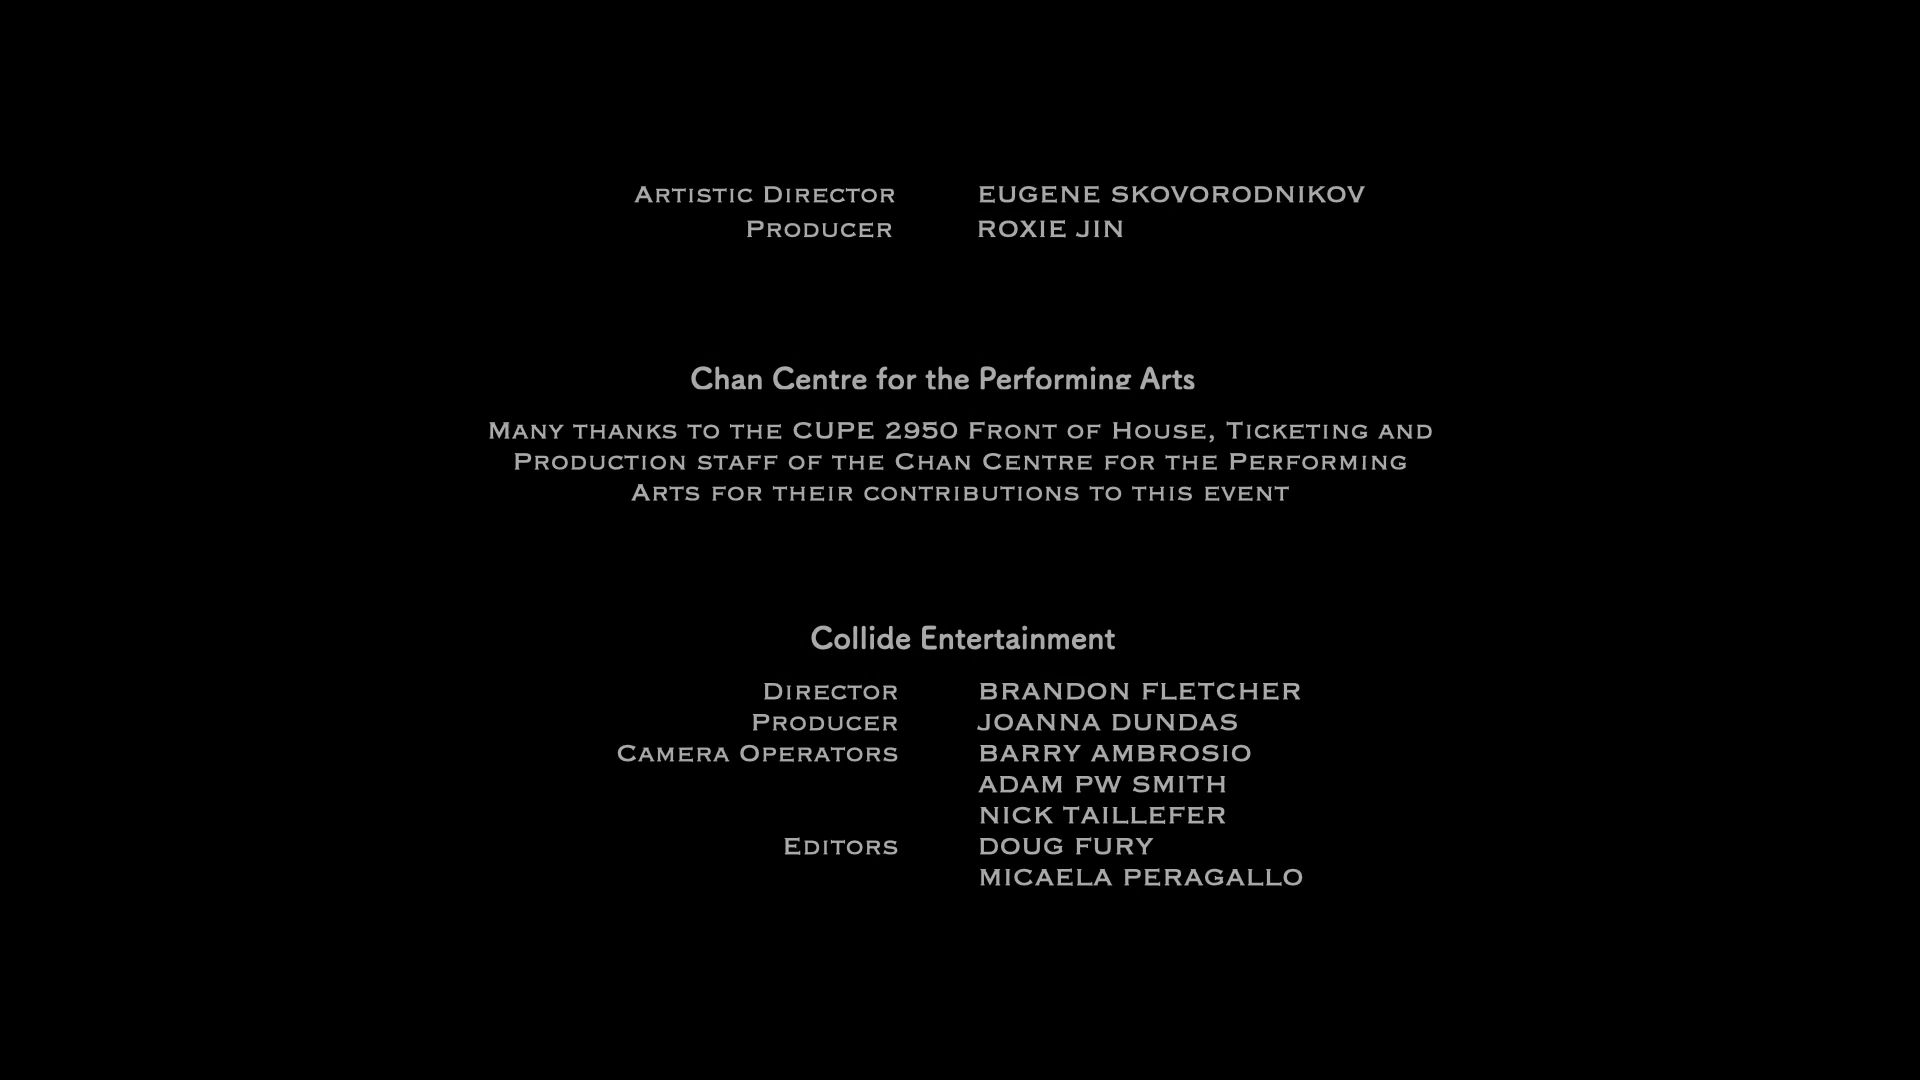 Artistic Director EUGENE SKOVORODNIKOV
Producer ROXIE JIN
Chan Centre for the Performing Arts
Many thanks to the CUPE 2950 Front of House, Ticketing and
Production staff of the Chan Centre for the Performing
Arts for their contributions to this event
Collide Entertainment
Director BRANDON FLETCHER
Producer JOANNA DUNDAS
Camera Operators BARRY AMBROSIO
ADAM PW SMITH
NICK TAILLEFER
Editors DOUG FURY
MICAELA PERAGALLO